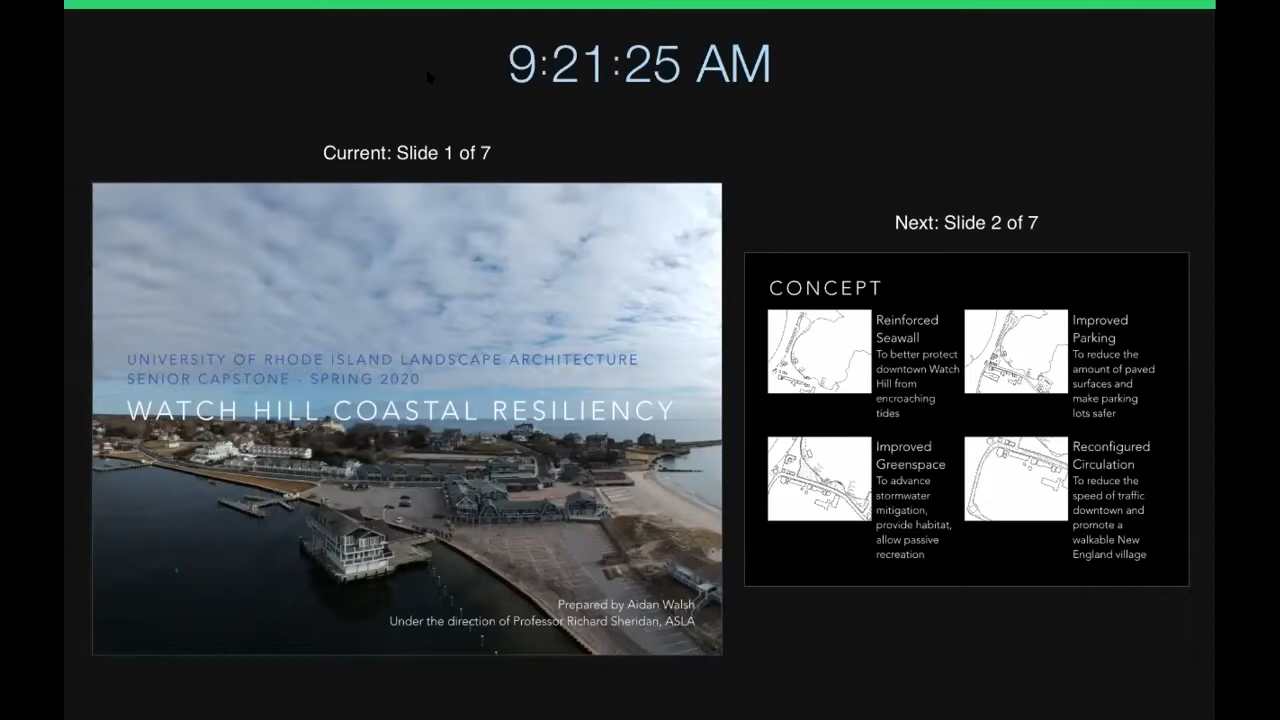 9:21:25 AM
Current: Slide 1 of 7
UNIVERSITY OF RHODE ISLAND LANDSCAPE ARCHITECTURE
SENIOR CAPSTONE - SPRING 2020
WATCH HILL COASTAL RESILIENCY
Prepared by Aidan Walsh
Under the direction of Professor Richard Sheridan, ASLA
Next: Slide 2 of 7
CONCEPT
Reinforced
Seawall
To better protect
downtown Watch
Hill from
encroaching
tides
Improved
Parking
To reduce the
amount of paved
surfaces and
make parking
lots safer
Improved
Greenspace
To advance
stormwater
mitigation,
provide habitat,
allow passive
recreation
Reconfigured
Circulation
To reduce the
speed of traffic
downtown and
promote a
walkable New
England village